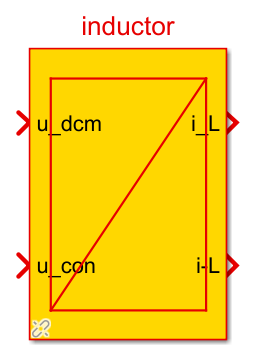 inductor
u_dcm
i_L
u_con
i-L